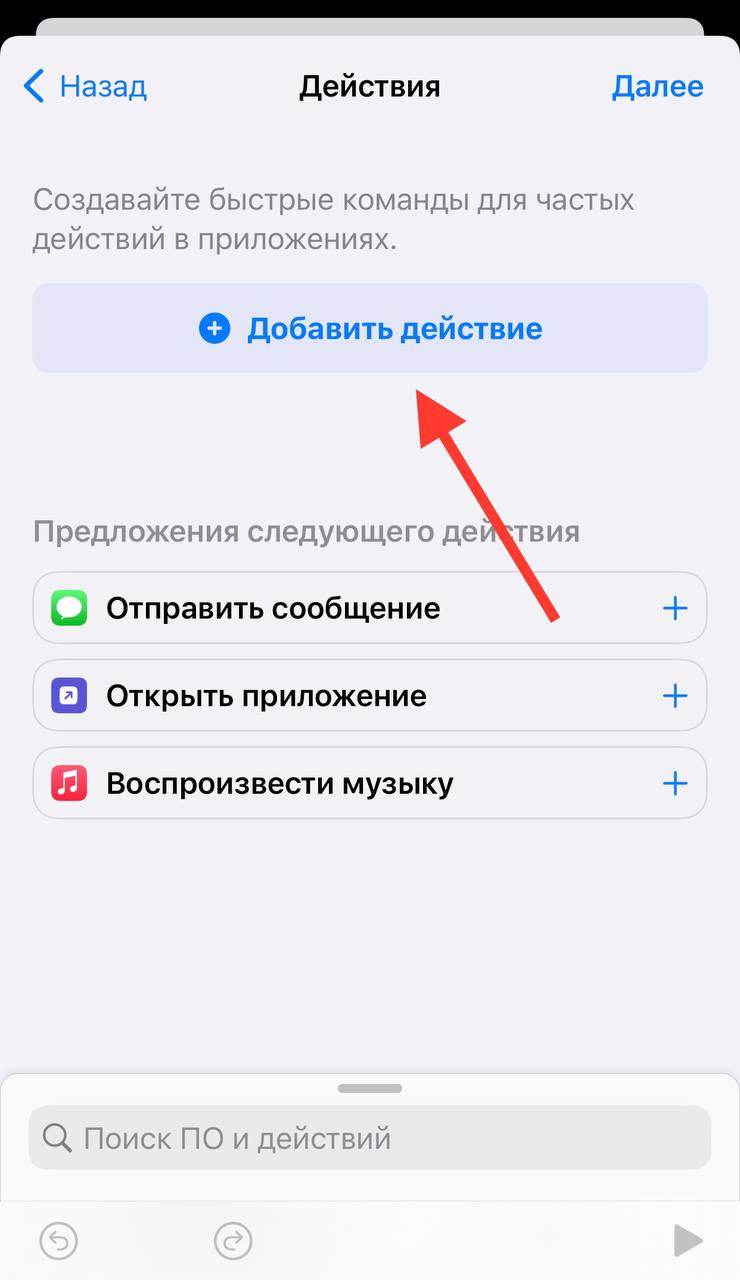 Назад
Действия
Далее
Создавайте быстрые команды для частых
действий в приложениях.
Добавить действие
Предложения следующего действия
Отправить сообщение
Открыть приложение
Воспроизвести музыку
Поиск ПО и действий